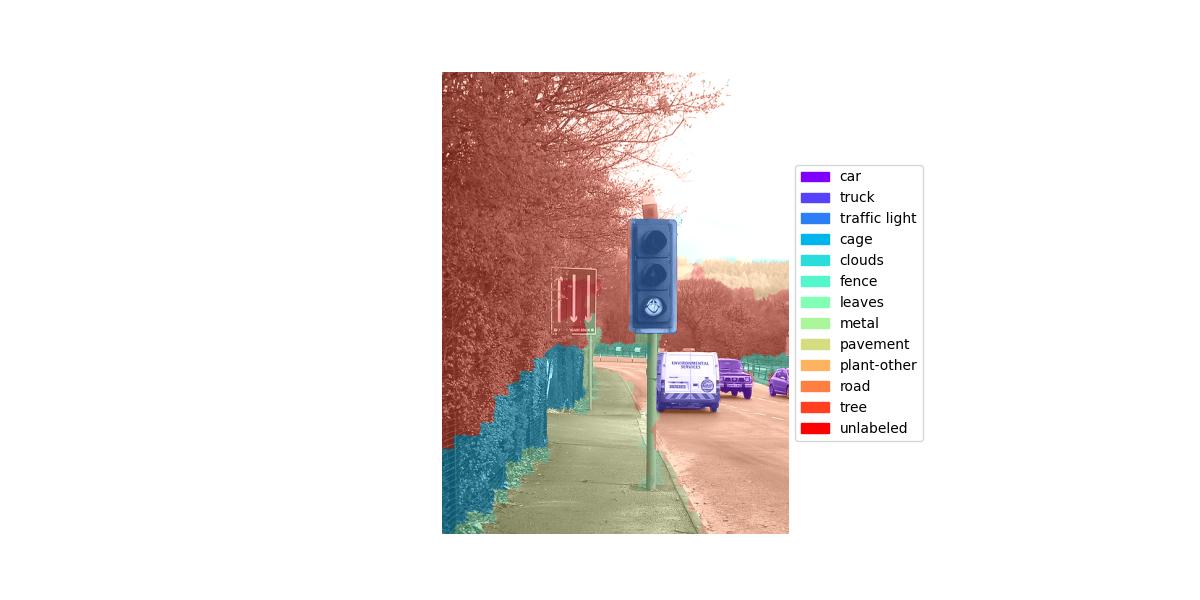 ENVIRONMENTAL
SERVICES
car
truck
traffic light
cage
clouds
fence
leaves
metal
pavement
plant-other
road
tree
unlabeled